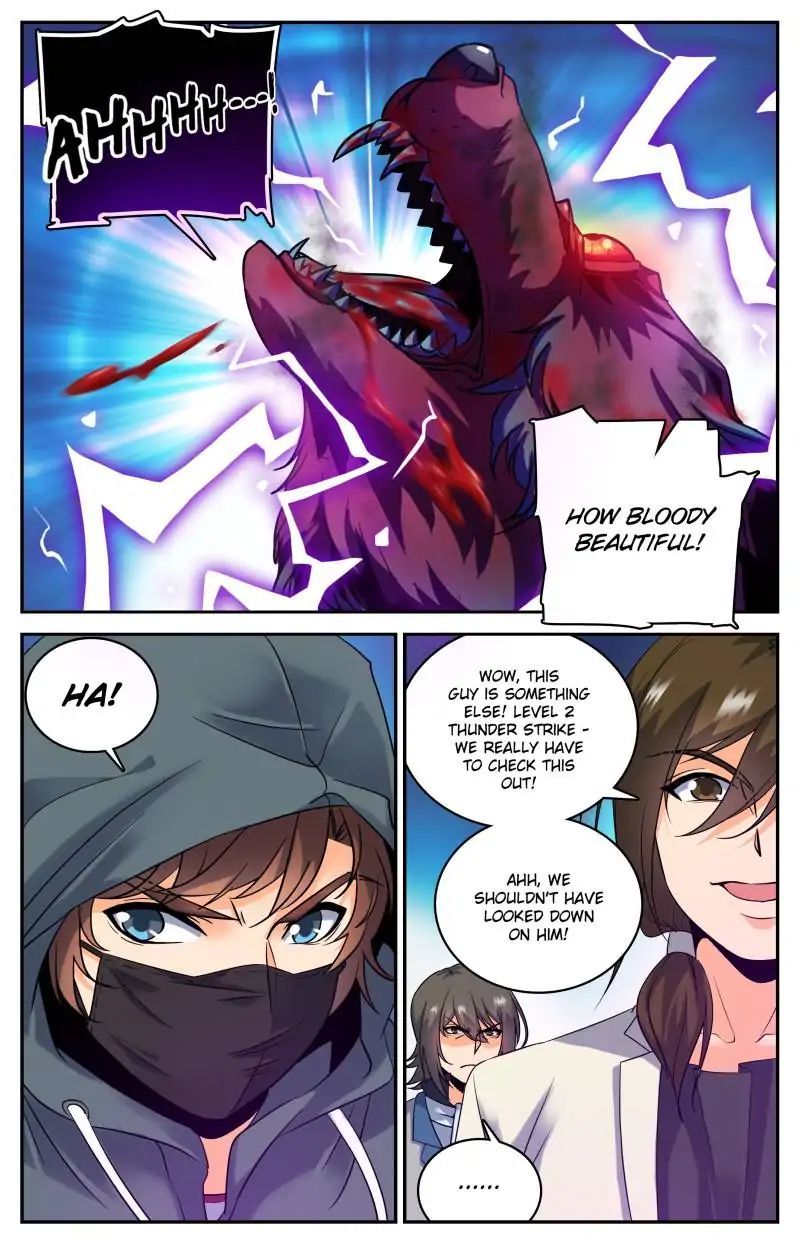 AHHHH---!
HOW BLOODY
BEAUTIFUL!
HA!
WOW, THIS
GUY IS SOMETHING
ELSE! LEVEL 2
THUNDER STRIKE -
WE REALLY HAVE
TO CHECK THIS
OUT!
AHH, WE
SHOULDN'T HAVE
LOOKED DOWN
ON HIM!
......